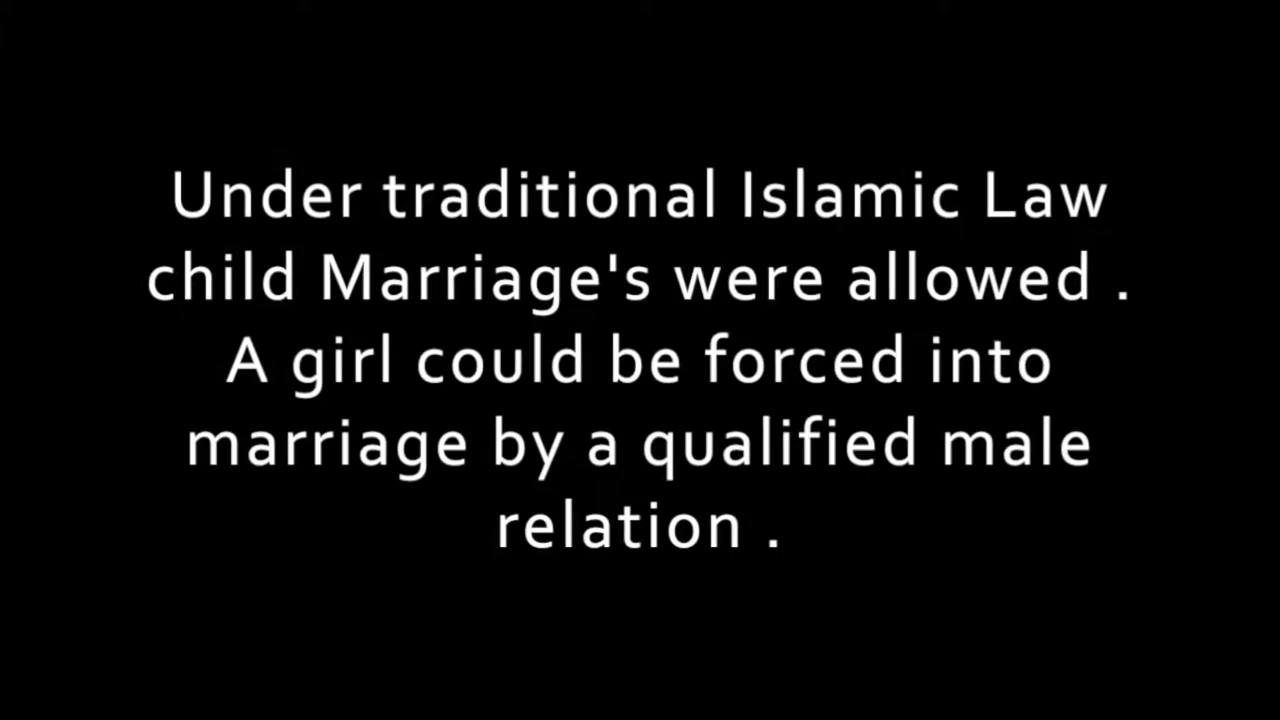 Under traditional Islamic Law
child Marriage's were allowed .
A girl could be forced into
marriage by a qualified male
relation .